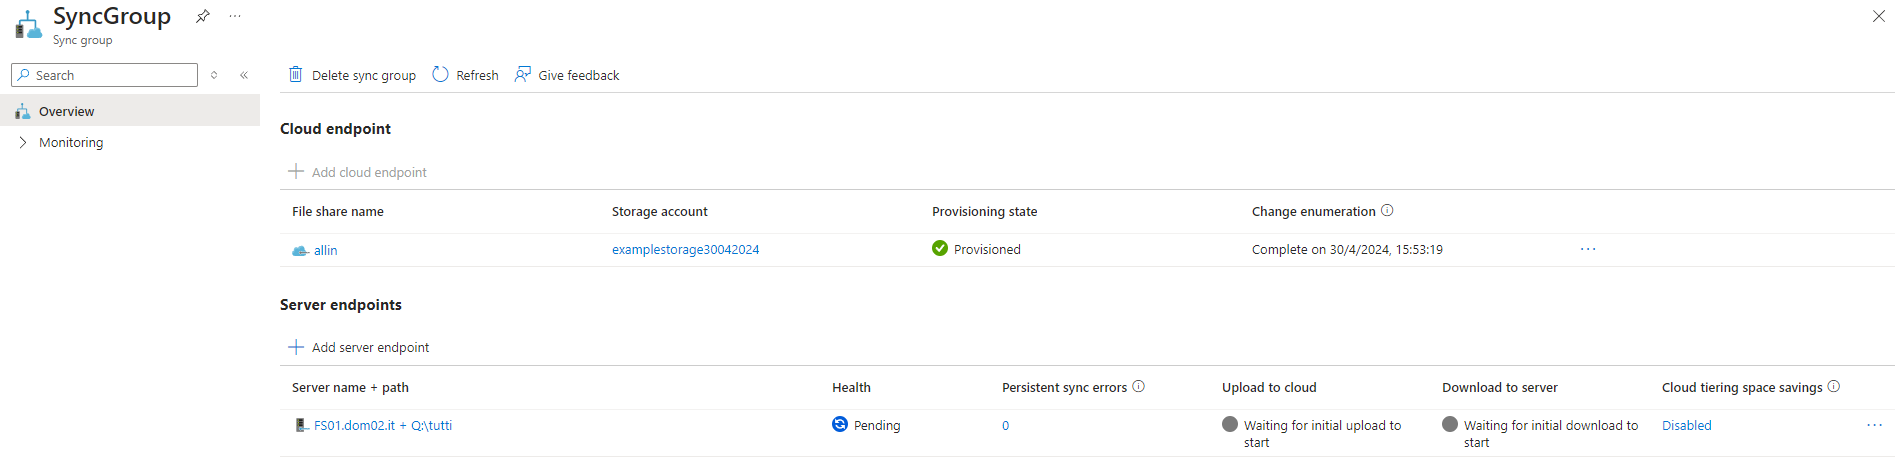 SyncGroup
Sync group
Search
Overview
Monitoring
Delete sync group Refresh Give feedback
Cloud endpoint
Add cloud endpoint
File share name Storage account Provisioning state Change enumeration
allin examplestorage30042024 Provisioned Complete on 30/4/2024, 15:53:19
Server endpoints
Add server endpoint
Server name + path Health Persistent sync errors Upload to cloud Download to server Cloud tiering space savings
FS01.dom02.it + Q:\tutti Pending 0 Waiting for initial upload to Waiting for initial download to Disabled
start start